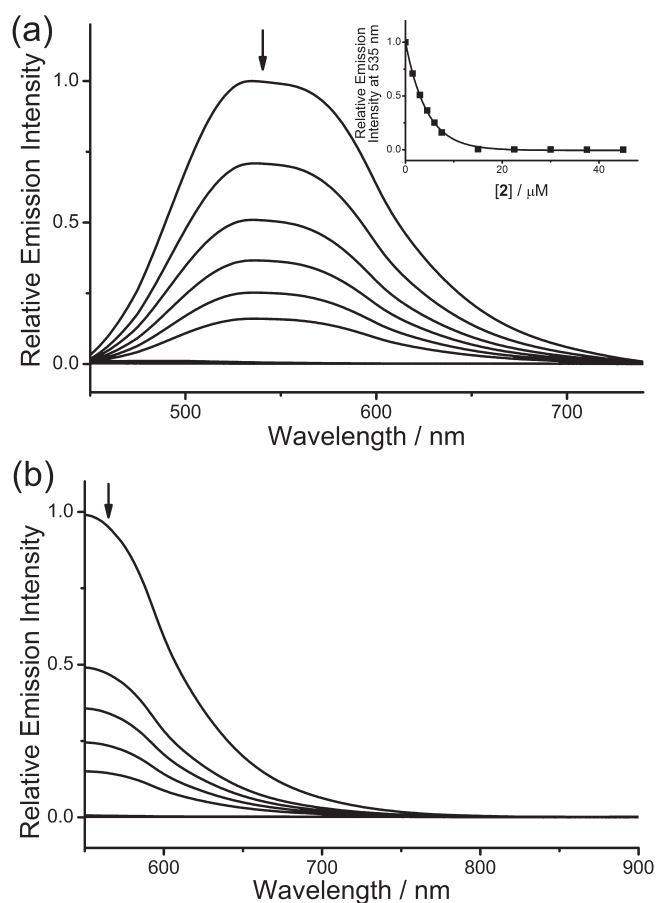 (a)
Relative Emission Intensity
1.0
0.5
0.0
500
600
700
Wavelength / nm
Relative Emission
Intensity at 535 nm
1.0
0.5
0.0
0
20
40
[2] / μM
(b)
Relative Emission Intensity
1.0
0.5
0.0
600
700
800
900
Wavelength / nm